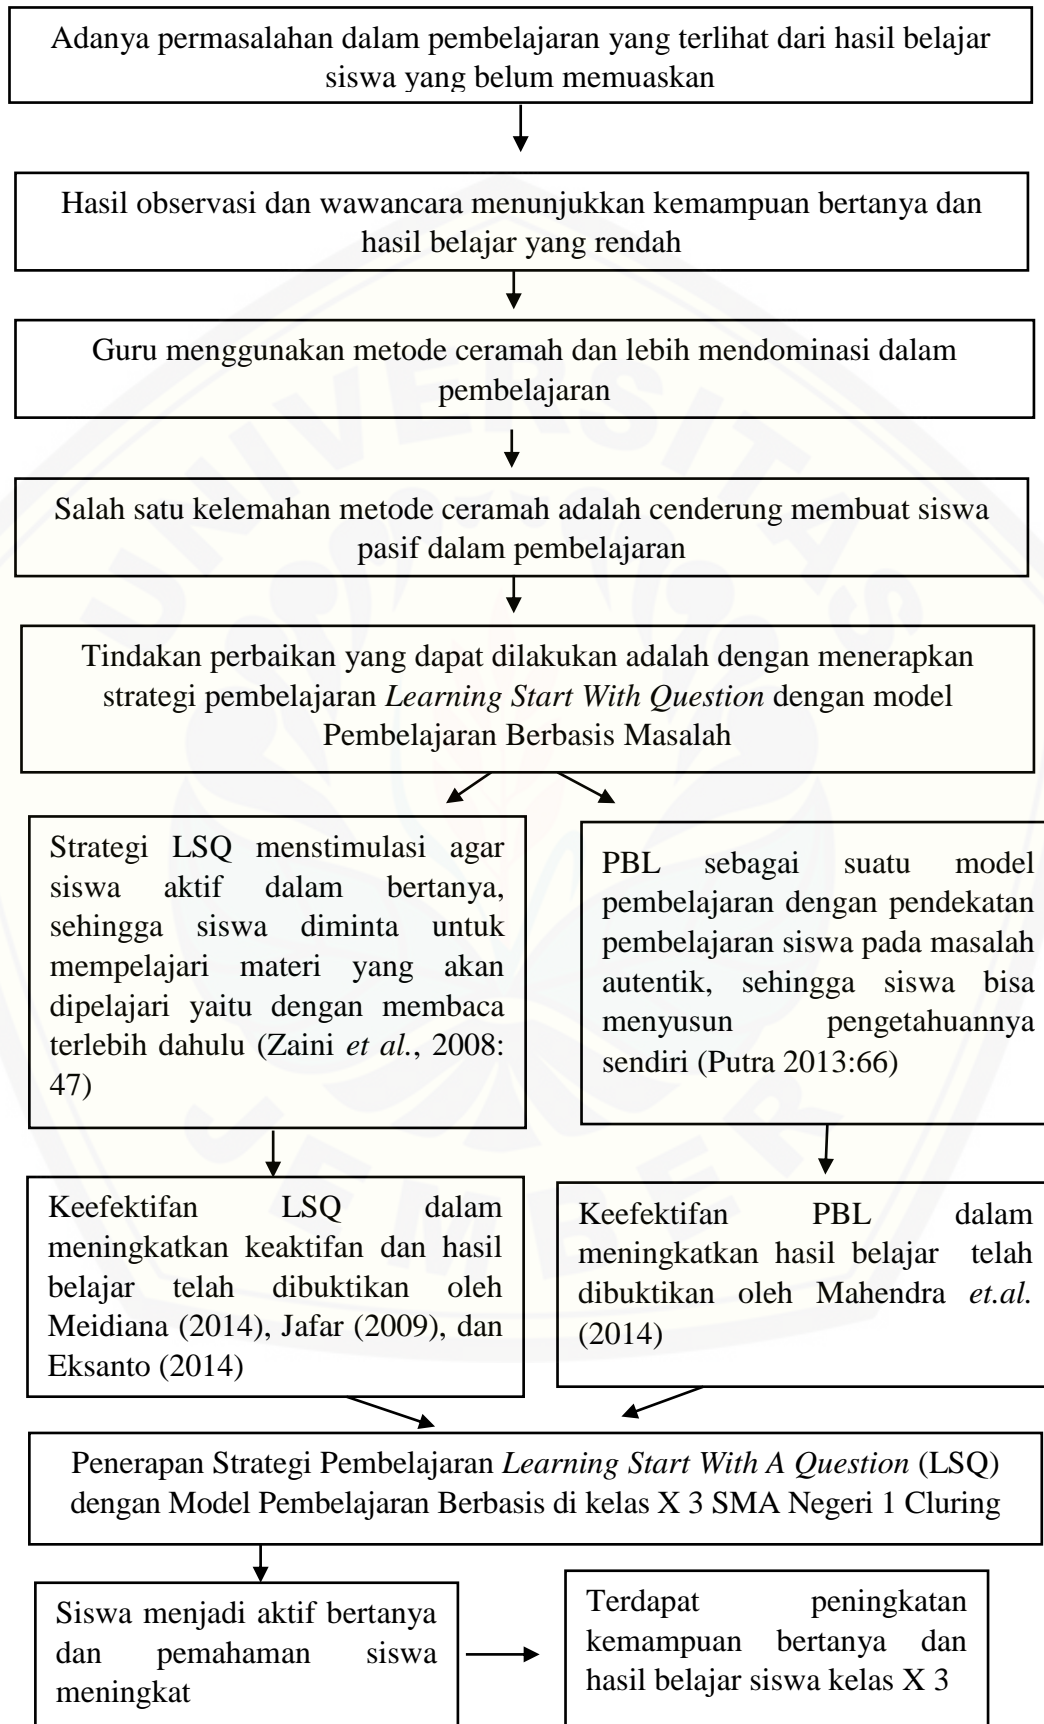 Adanya permasalahan dalam pembelajaran yang terlihat dari hasil belajar
siswa yang belum memuaskan
Hasil observasi dan wawancara menunjukkan kemampuan bertanya dan
hasil belajar yang rendah
Guru menggunakan metode ceramah dan lebih mendominasi dalam
pembelajaran
Salah satu kelemahan metode ceramah adalah cenderung membuat siswa
pasif dalam pembelajaran
Tindakan perbaikan yang dapat dilakukan adalah dengan menerapkan
strategi pembelajaran Learning Start With Question dengan model
Pembelajaran Berbasis Masalah
Strategi LSQ menstimulasi agar
siswa aktif dalam bertanya,
sehingga siswa diminta untuk
mempelajari materi yang akan
dipelajari yaitu dengan membaca
terlebih dahulu (Zaini et al., 2008:
47)
PBL sebagai suatu model
pembelajaran dengan pendekatan
pembelajaran siswa pada masalah
autentik, sehingga siswa bisa
menyusun pengetahuannya
sendiri (Putra 2013:66)
Keefektifan LSQ dalam
meningkatkan keaktifan dan hasil
belajar telah dibuktikan oleh
Meidiana (2014), Jafar (2009), dan
Eksanto (2014)
Keefektifan PBL dalam
meningkatkan hasil belajar telah
dibuktikan oleh Mahendra et.al.
(2014)
Penerapan Strategi Pembelajaran Learning Start With A Question (LSQ)
dengan Model Pembelajaran Berbasis di kelas X 3 SMA Negeri 1 Cluring
Siswa menjadi aktif bertanya
dan pemahaman siswa
meningkat
Terdapat peningkatan
kemampuan bertanya dan
hasil belajar siswa kelas X 3
UNIVERSITAS
JEMBER